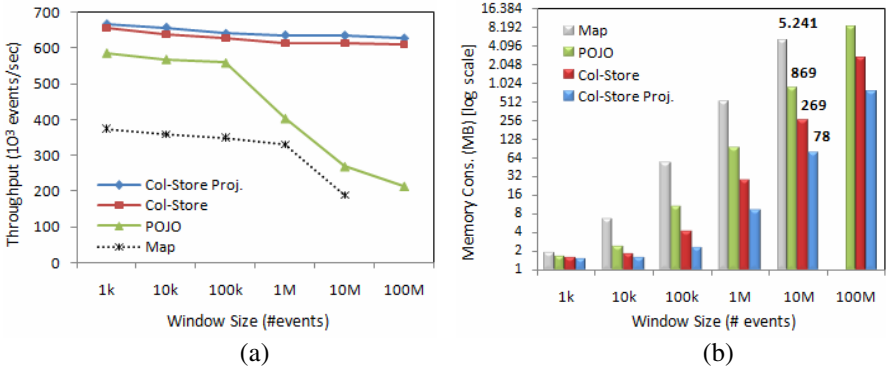 700
600
500
400
300
200
100
0
Throughput (10³ events/sec)
Col-Store Proj.
Col-Store
POJO
Map
1k 10k 100k 1M 10M 100M
Window Size (#events)
(a)
16.384
8.192
4.096
2.048
1.024
512
256
128
64
32
16
8
4
2
1
Memory Cons. (MB) [log scale]
Map
POJO
Col-Store
Col-Store Proj.
5.241
869
269
78
1k 10k 100k 1M 10M 100M
Window Size (# events)
(b)